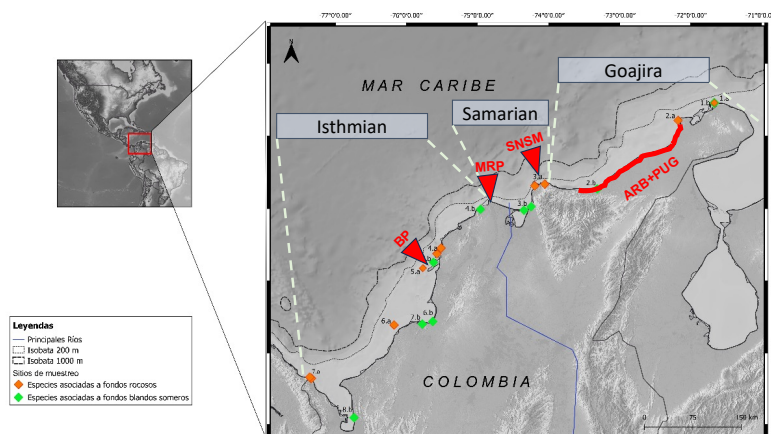 -77°0'0.00" -76°0'0.00" -75°0'0.00" -74°0'0.00" -73°0'0.00" -72°0'0.00" -71°0'0.00"
MAR CARIBE
Goajira
Samarian
Isthmian
SNSM
MRP
BP
ARB+PUG
1.b 1.a
2.a
2.b
3.a
3.b
4.b
4.a
5.a
6.a
6.b
7.b
7.a
8.b
COLOMBIA
0 75 150 km
Leyendas
Principales Ríos
Isobata 200 m
Isobata 1000 m
Sitios de muestreo
Especies asociadas a fondos rocosos
Especies asociadas a fondos blandos someros